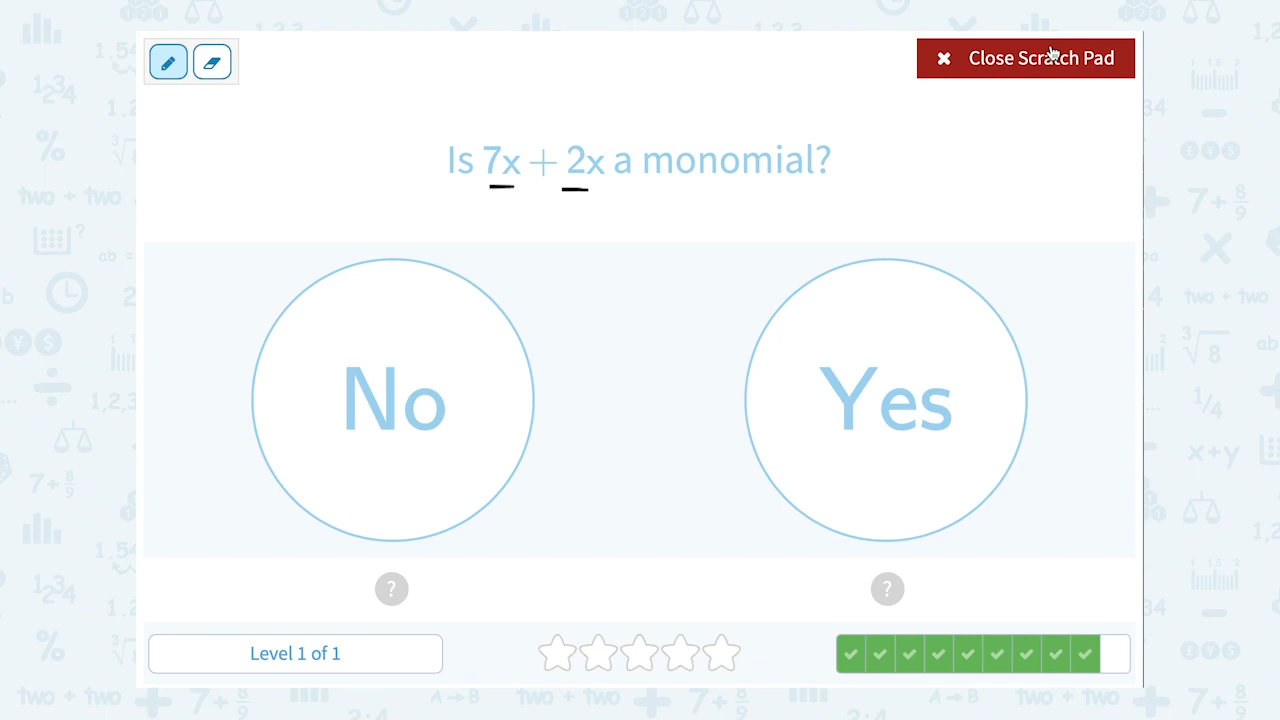 Close Scratch Pad
Is 7x + 2x a monomial?
No
Yes
?
?
Level 1 of 1